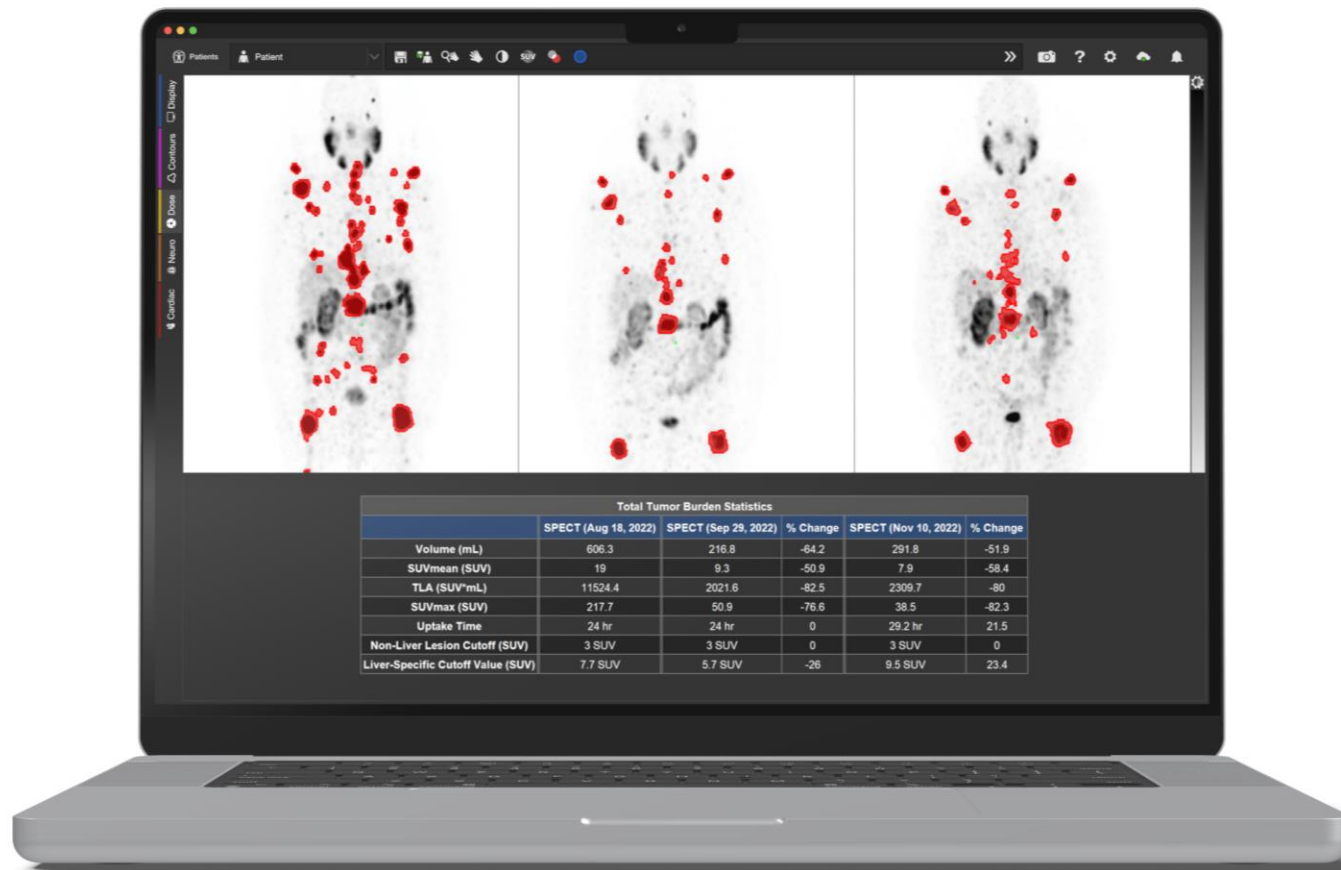 Patients Patient SUV ?
Display
Contours
Dose
Neuro
Cardiac
Total Tumor Burden Statistics
SPECT (Aug 18, 2022) SPECT (Sep 29, 2022) % Change SPECT (Nov 10, 2022) % Change
Volume (mL) 606.3 216.8 -64.2 291.8 -51.9
SUVmean (SUV) 19 9.3 -50.9 7.9 -58.4
TLA (SUV*mL) 11524.4 2021.6 -82.5 2309.7 -80
SUVmax (SUV) 217.7 50.9 -76.6 38.5 -82.3
Uptake Time 24 hr 24 hr 0 29.2 hr 21.5
Non-Liver Lesion Cutoff (SUV) 3 SUV 3 SUV 0 3 SUV 0
Liver-Specific Cutoff Value (SUV) 7.7 SUV 5.7 SUV -26 9.5 SUV 23.4